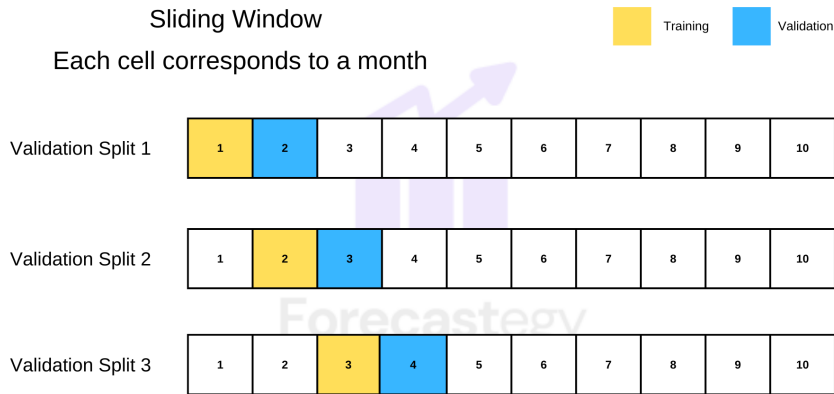 Sliding Window
Each cell corresponds to a month
Training Validation
Validation Split 1 1 2 3 4 5 6 7 8 9 10
Validation Split 2 1 2 3 4 5 6 7 8 9 10
Forecastegy
Validation Split 3 1 2 3 4 5 6 7 8 9 10